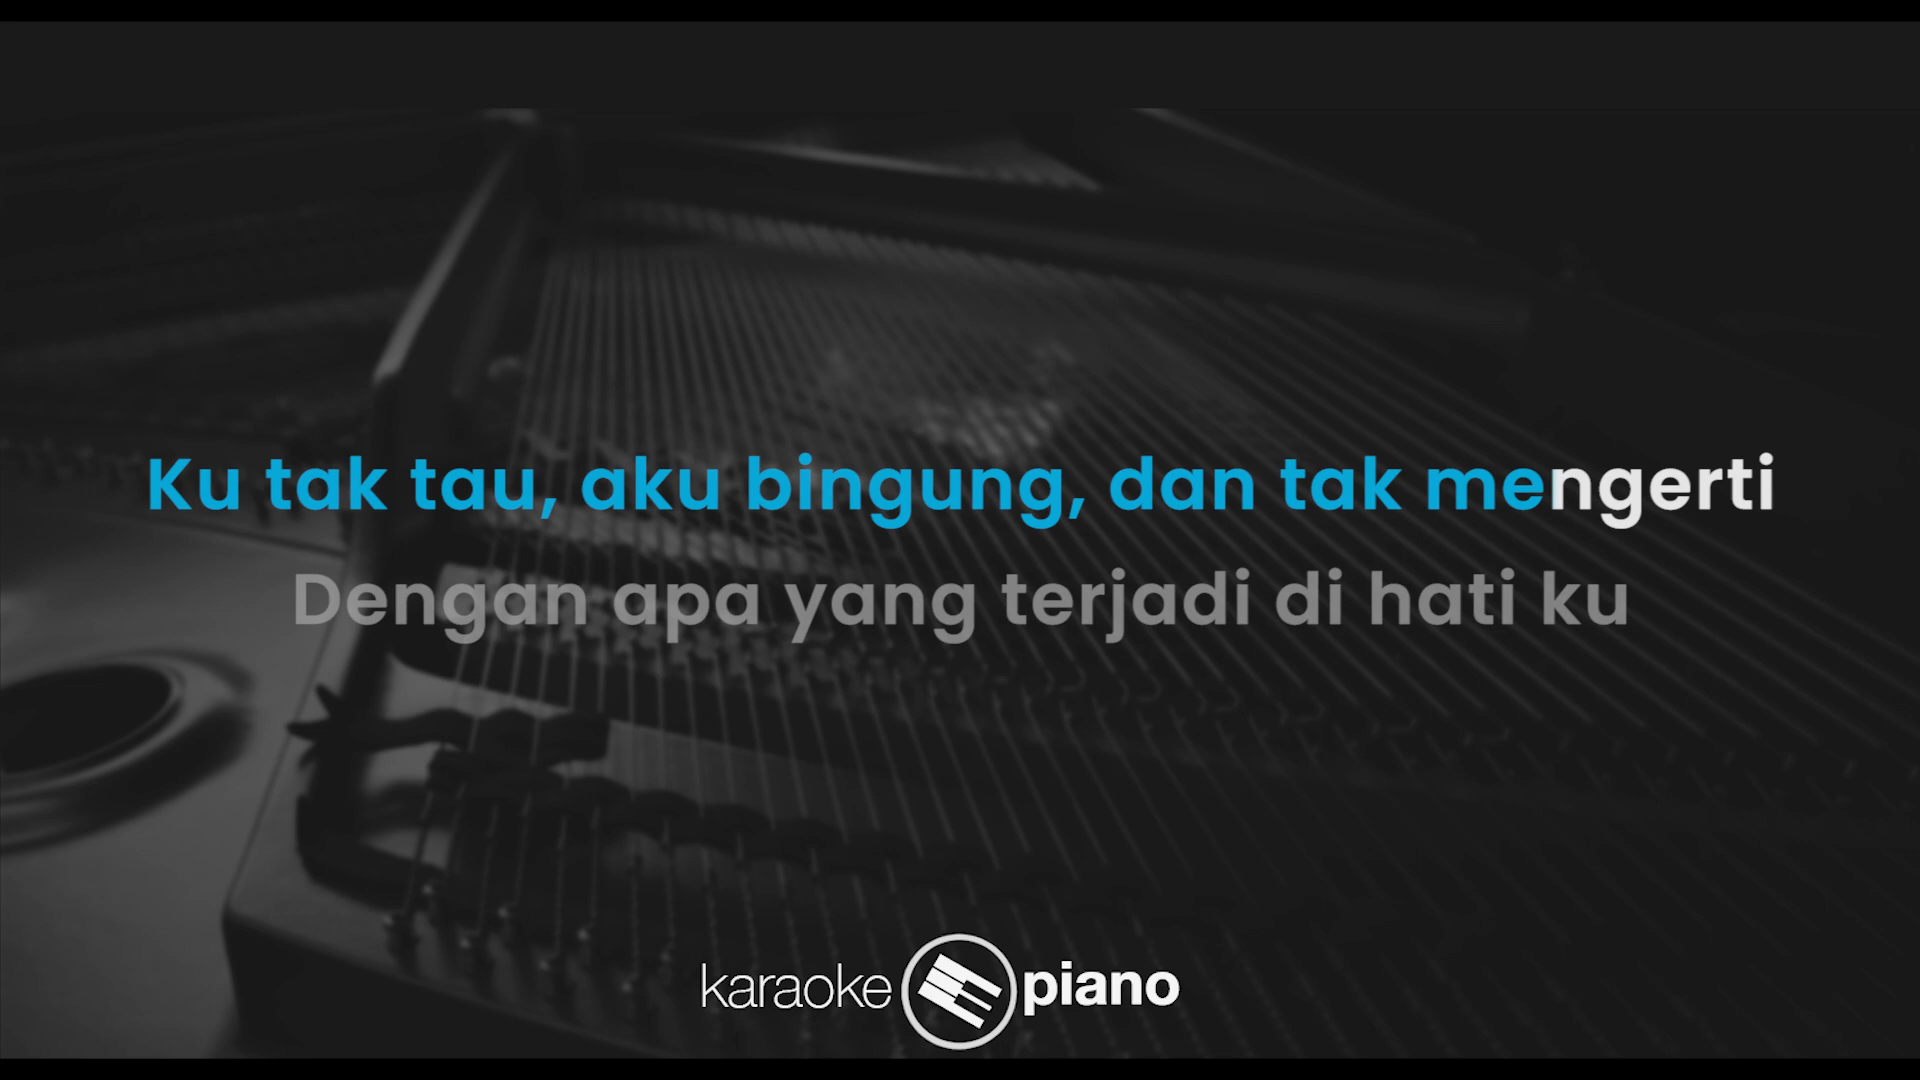 Ku tak tau, aku bingung, dan tak mengerti
Dengan apa yang terjadi di hati ku
karaoke piano